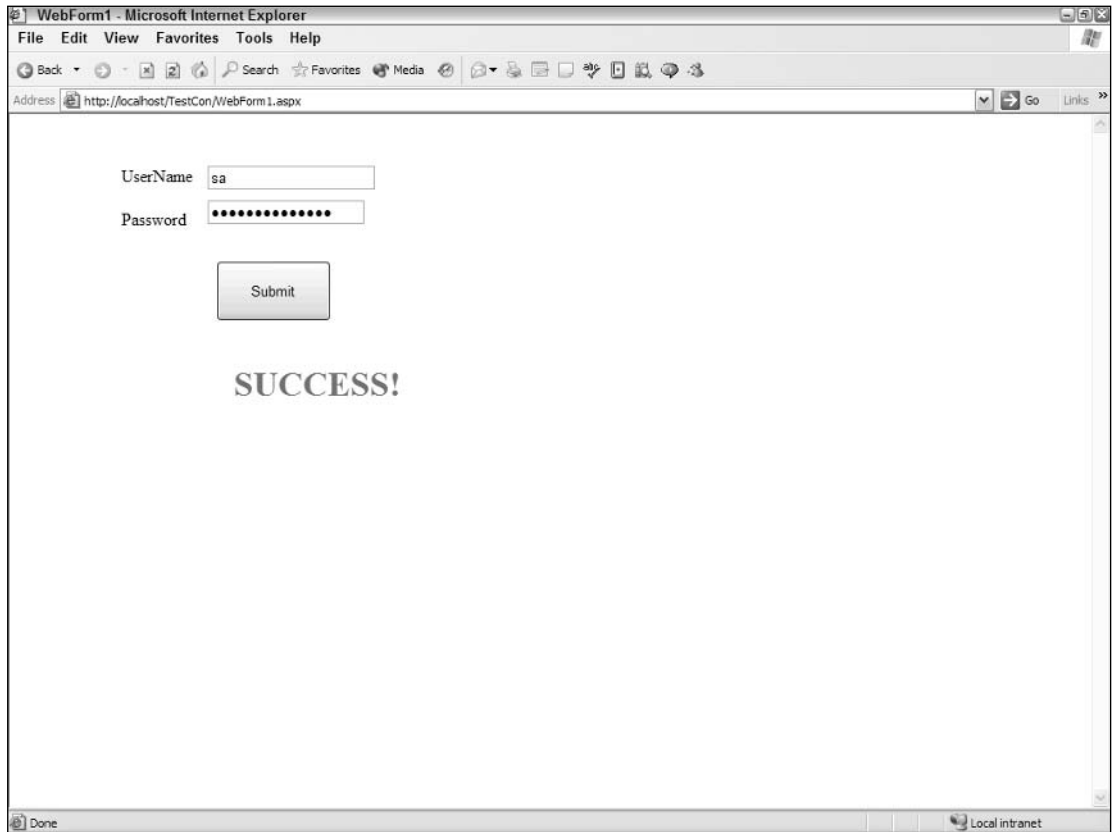 WebForm1 - Microsoft Internet Explorer
File Edit View Favorites Tools Help
Back Search Favorites Media
Address http://localhost/TestCon/WebForm1.aspx Go Links »
UserName sa
Password ••••••••••••••
Submit
SUCCESS!
Done Local intranet